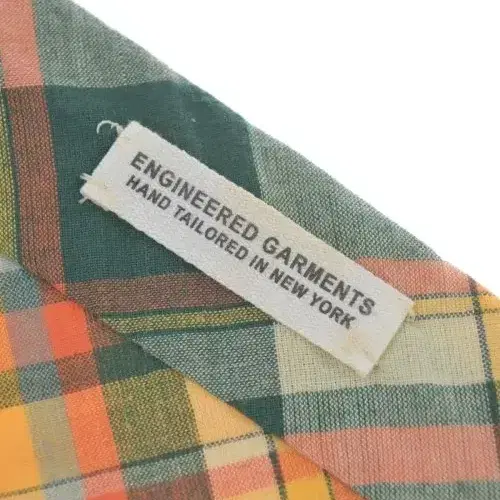 ENGINEERED GARMENTS
HAND TAILORED IN NEW YORK